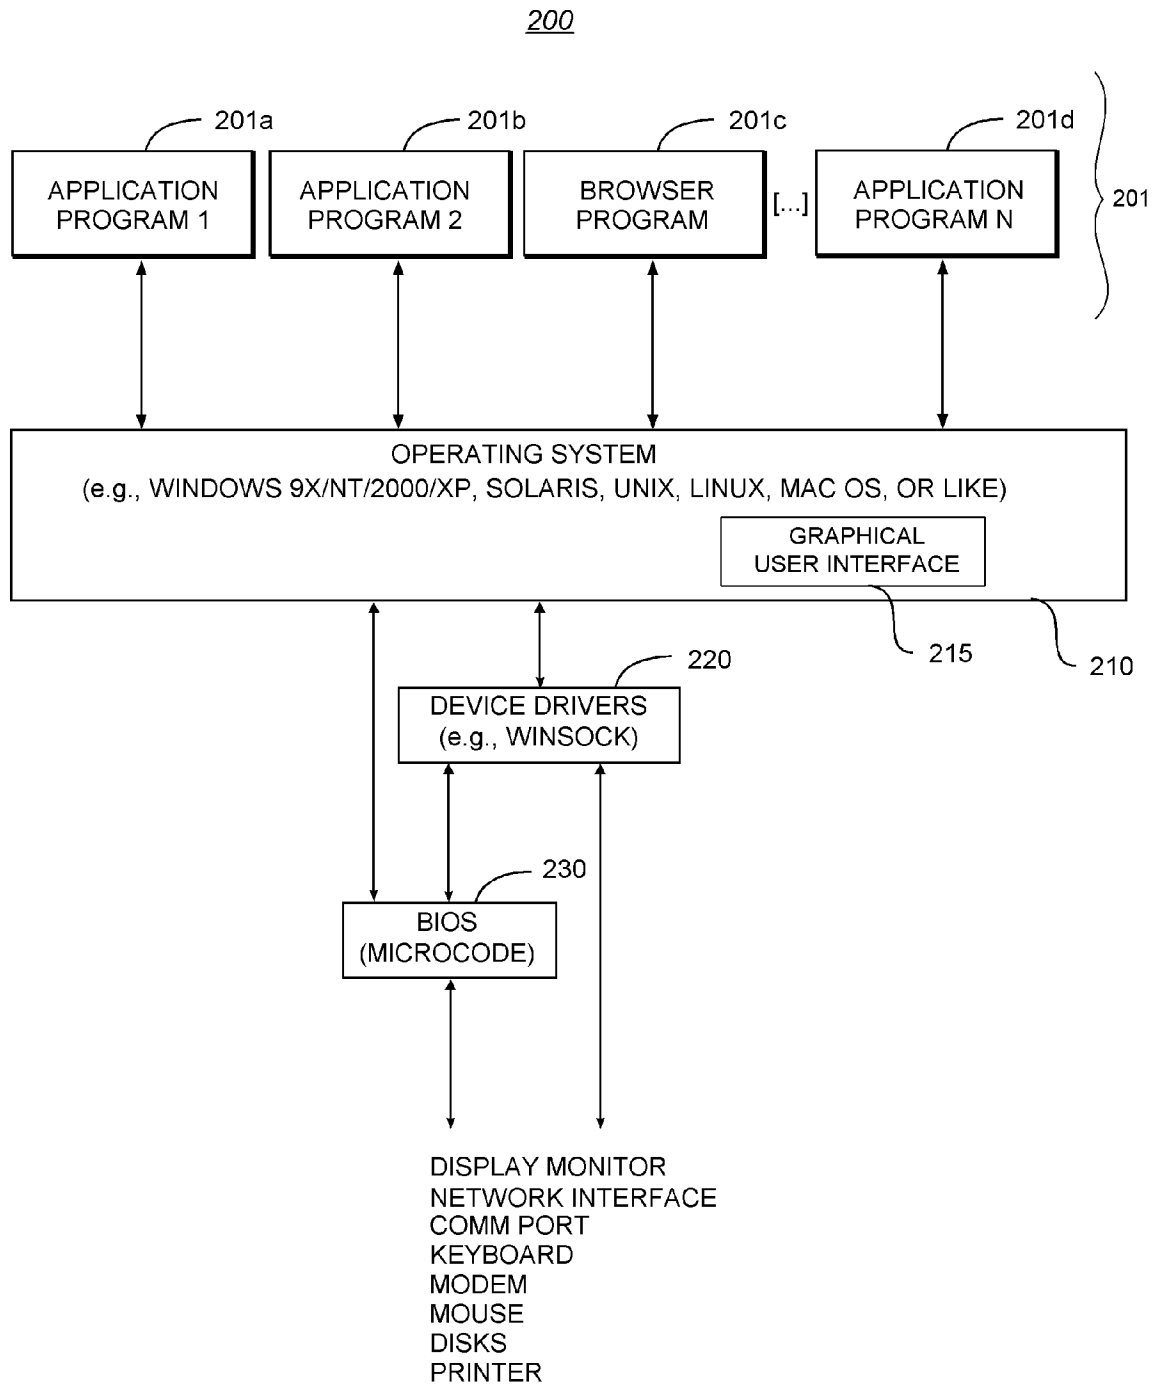 200
201a
201b
201c
201d
APPLICATION
PROGRAM 1
APPLICATION
PROGRAM 2
BROWSER
PROGRAM
[...]
APPLICATION
PROGRAM N
201
OPERATING SYSTEM
(e.g., WINDOWS 9X/NT/2000/XP, SOLARIS, UNIX, LINUX, MAC OS, OR LIKE)
GRAPHICAL
USER INTERFACE
215
210
220
DEVICE DRIVERS
(e.g., WINSOCK)
230
BIOS
(MICROCODE)
DISPLAY MONITOR
NETWORK INTERFACE
COMM PORT
KEYBOARD
MODEM
MOUSE
DISKS
PRINTER